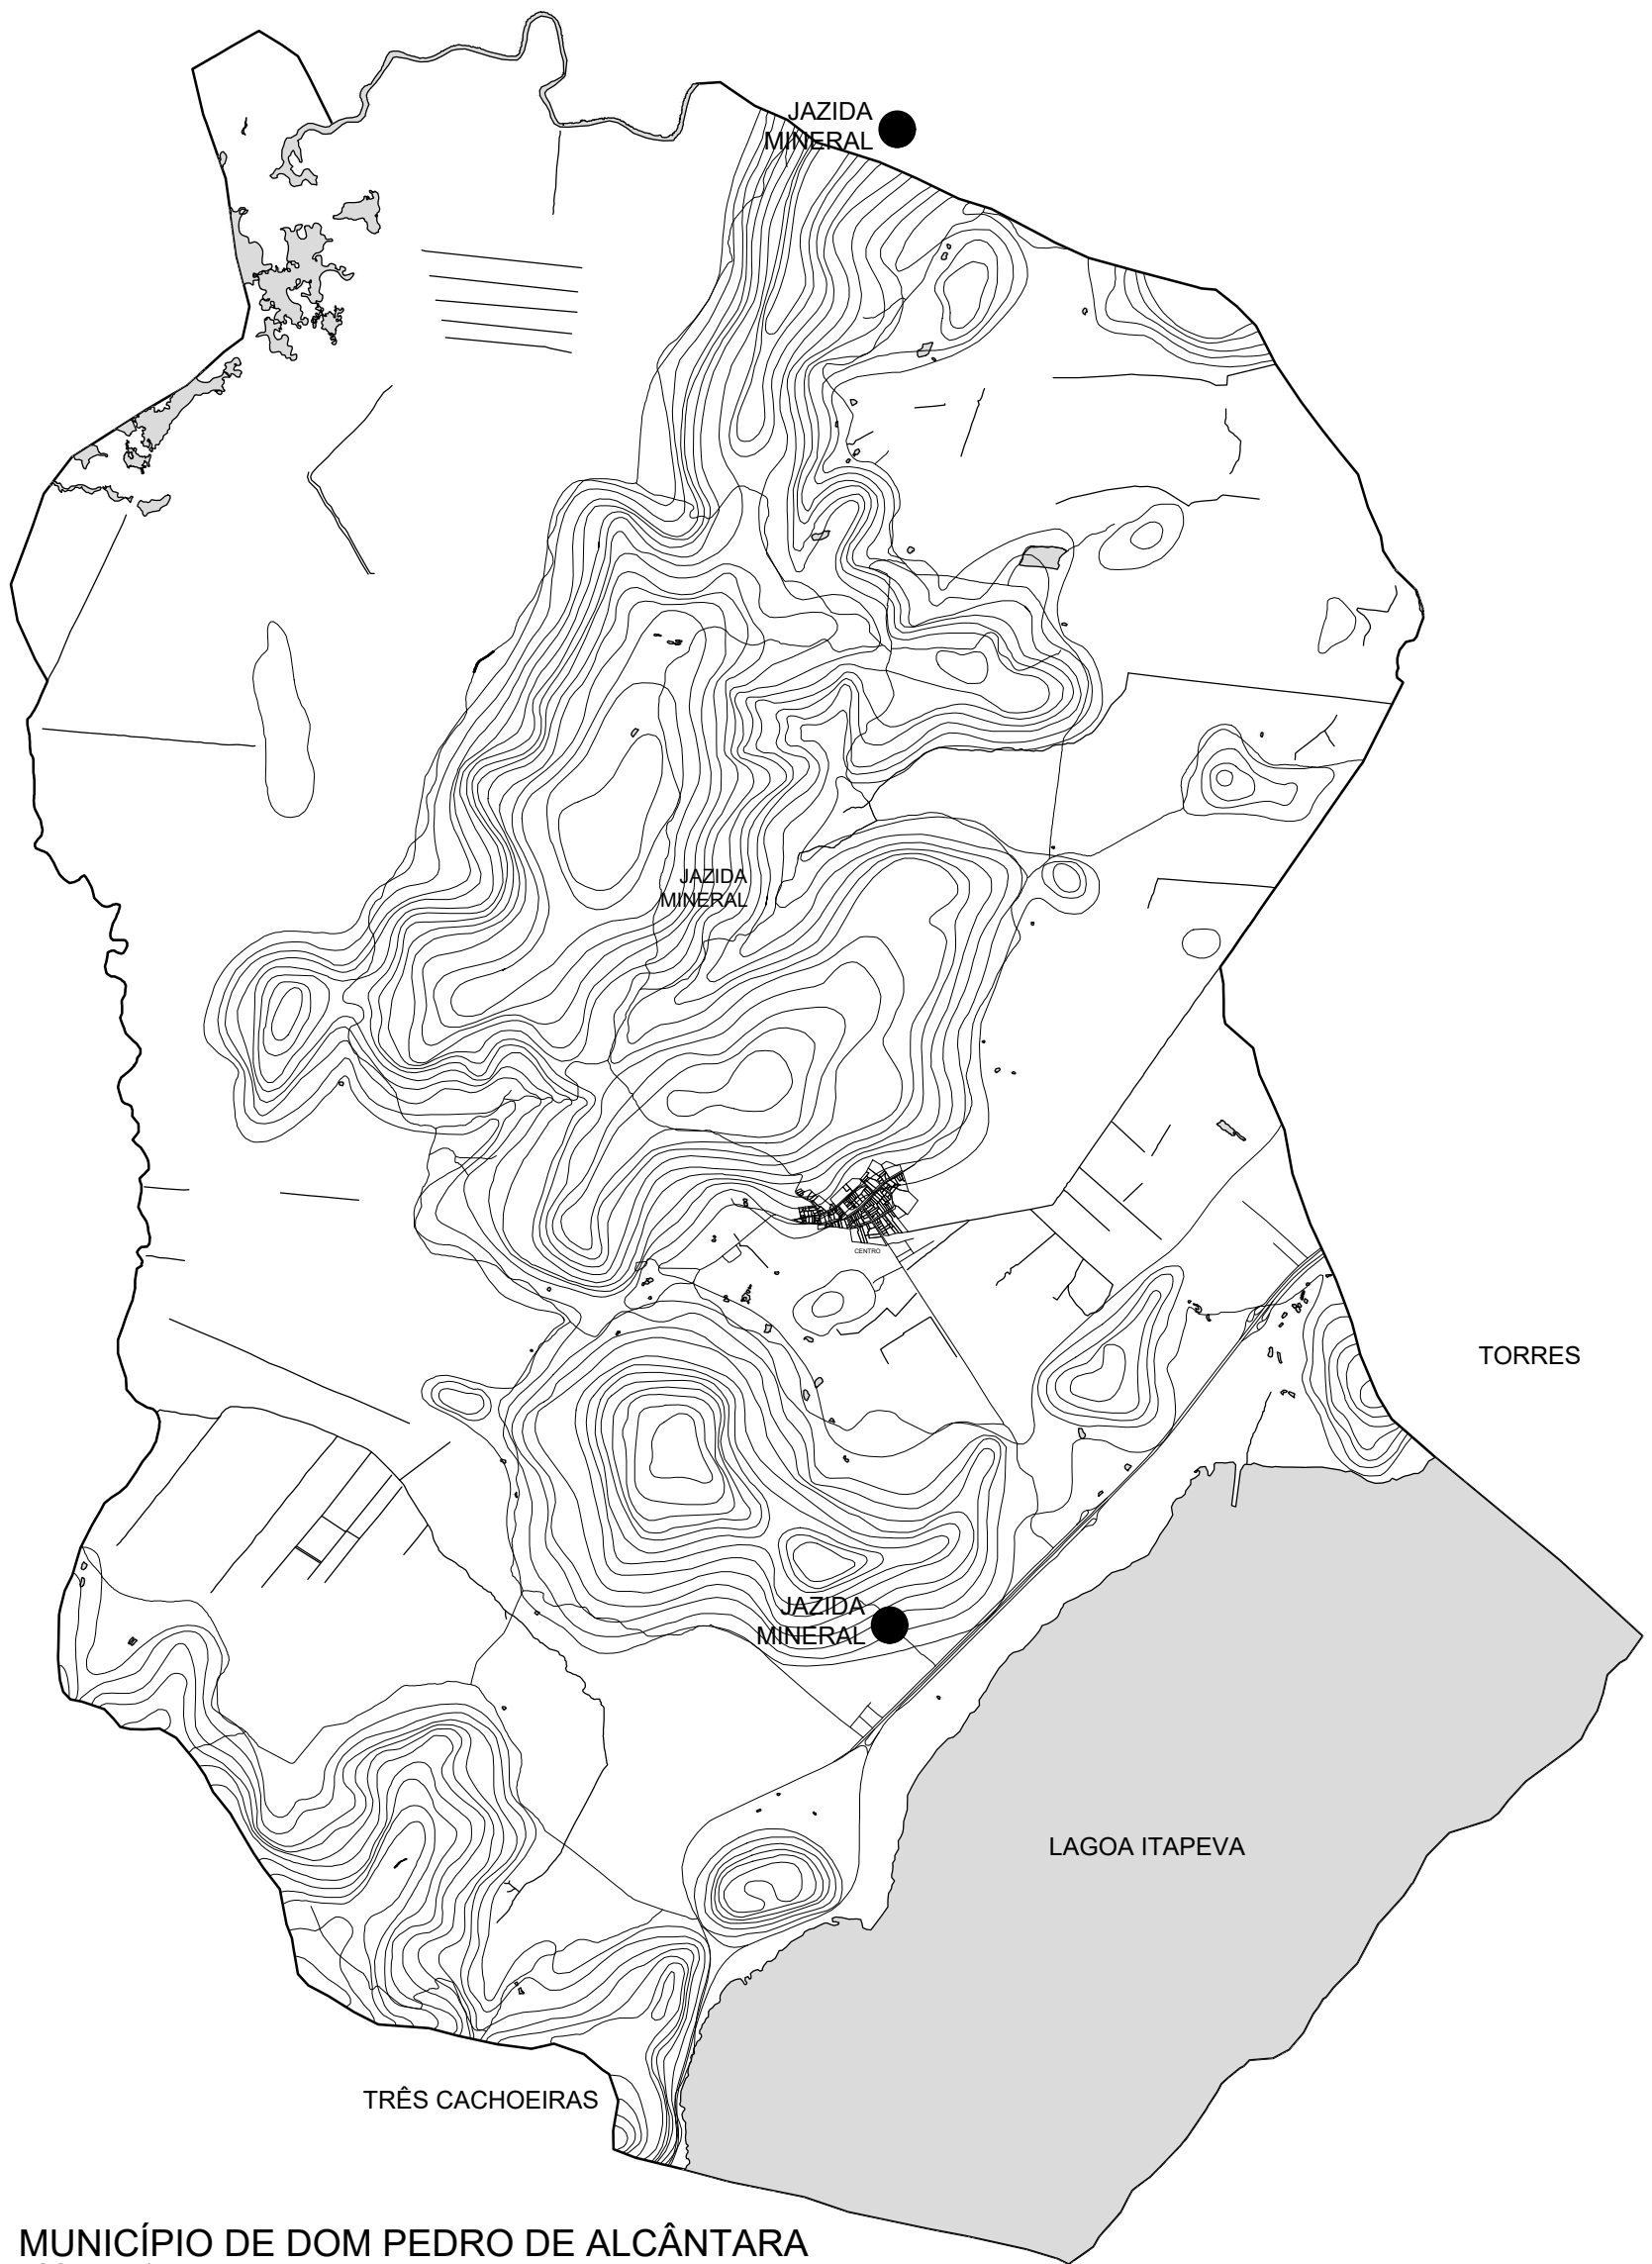 JAZIDA
MINERAL
JAZIDA
MINERAL
CENTRO
TORRES
JAZIDA
MINERAL
LAGOA ITAPEVA
TRÊS CACHOEIRAS
MUNICÍPIO DE DOM PEDRO DE ALCÂNTARA